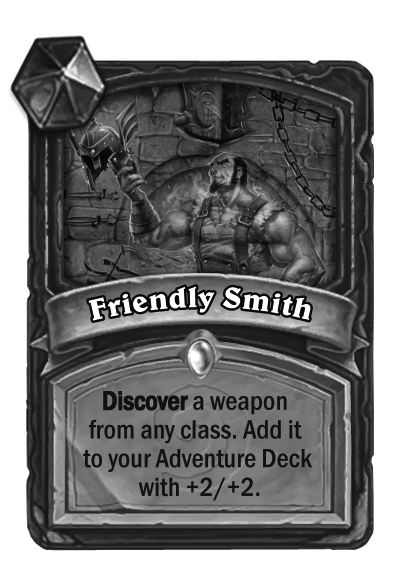 Friendly Smith
Discover a weapon
from any class. Add it
to your Adventure Deck
with +2/+2.